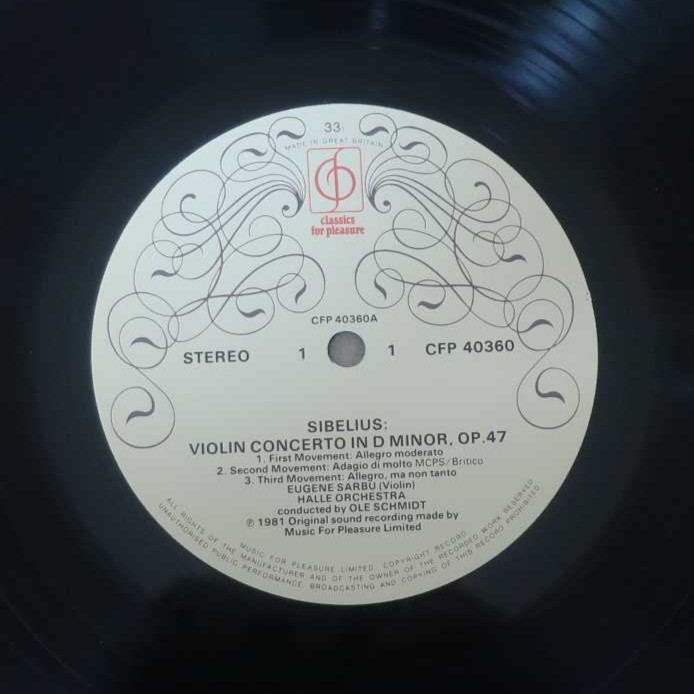 33
MADE IN GREAT BRITAIN
classics
for pleasure
CFP 40360A
STEREO 1 1 CFP 40360
SIBELIUS:
VIOLIN CONCERTO IN D MINOR, OP.47
1. First Movement: Allegro moderato
2. Second Movement: Adagio di molto MCPS/Britico
3. Third Movement: Allegro, ma non tanto
EUGENE SARBU (Violin)
HALLE ORCHESTRA
conducted by OLE SCHMIDT
℗ 1981 Original sound recording made by
Music For Pleasure Limited
MUSIC FOR PLEASURE LIMITED. COPYRIGHT RECORD
ALL RIGHTS OF THE MANUFACTURER AND OF THE OWNER OF THE RECORDED WORK RESERVED
UNAUTHORISED PUBLIC PERFORMANCE, BROADCASTING AND COPYING OF THIS RECORD PROHIBITED